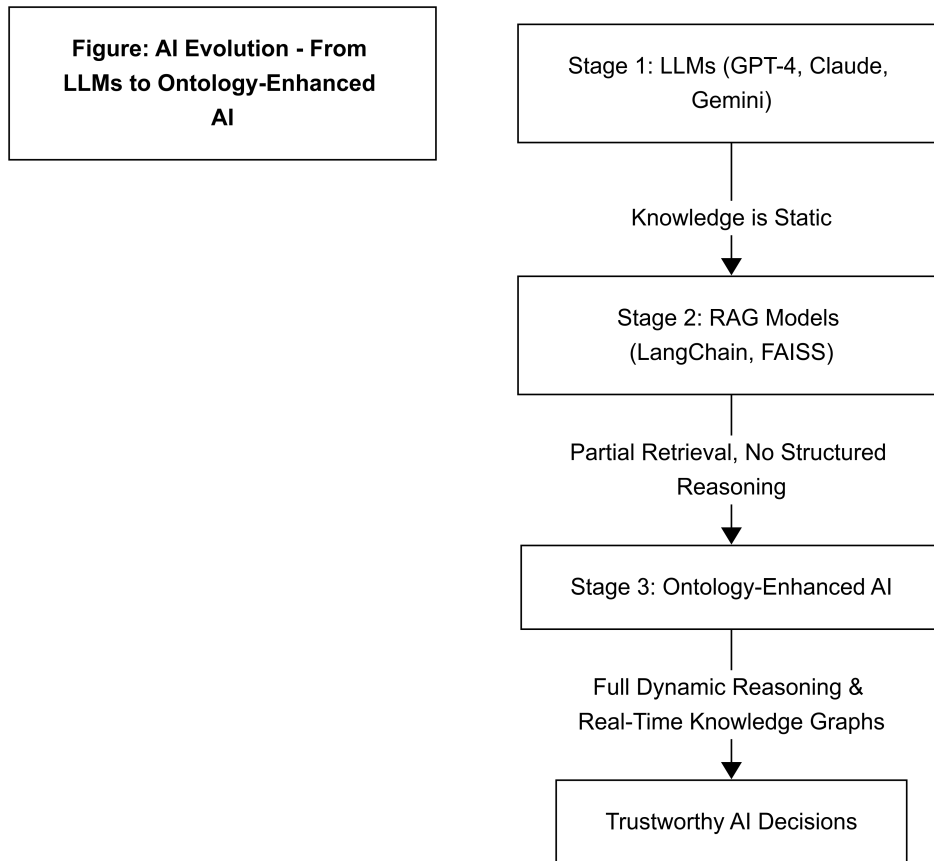 Figure: AI Evolution - From
LLMs to Ontology-Enhanced
AI
Stage 1: LLMs (GPT-4, Claude,
Gemini)
Knowledge is Static
Stage 2: RAG Models
(LangChain, FAISS)
Partial Retrieval, No Structured
Reasoning
Stage 3: Ontology-Enhanced AI
Full Dynamic Reasoning &
Real-Time Knowledge Graphs
Trustworthy AI Decisions